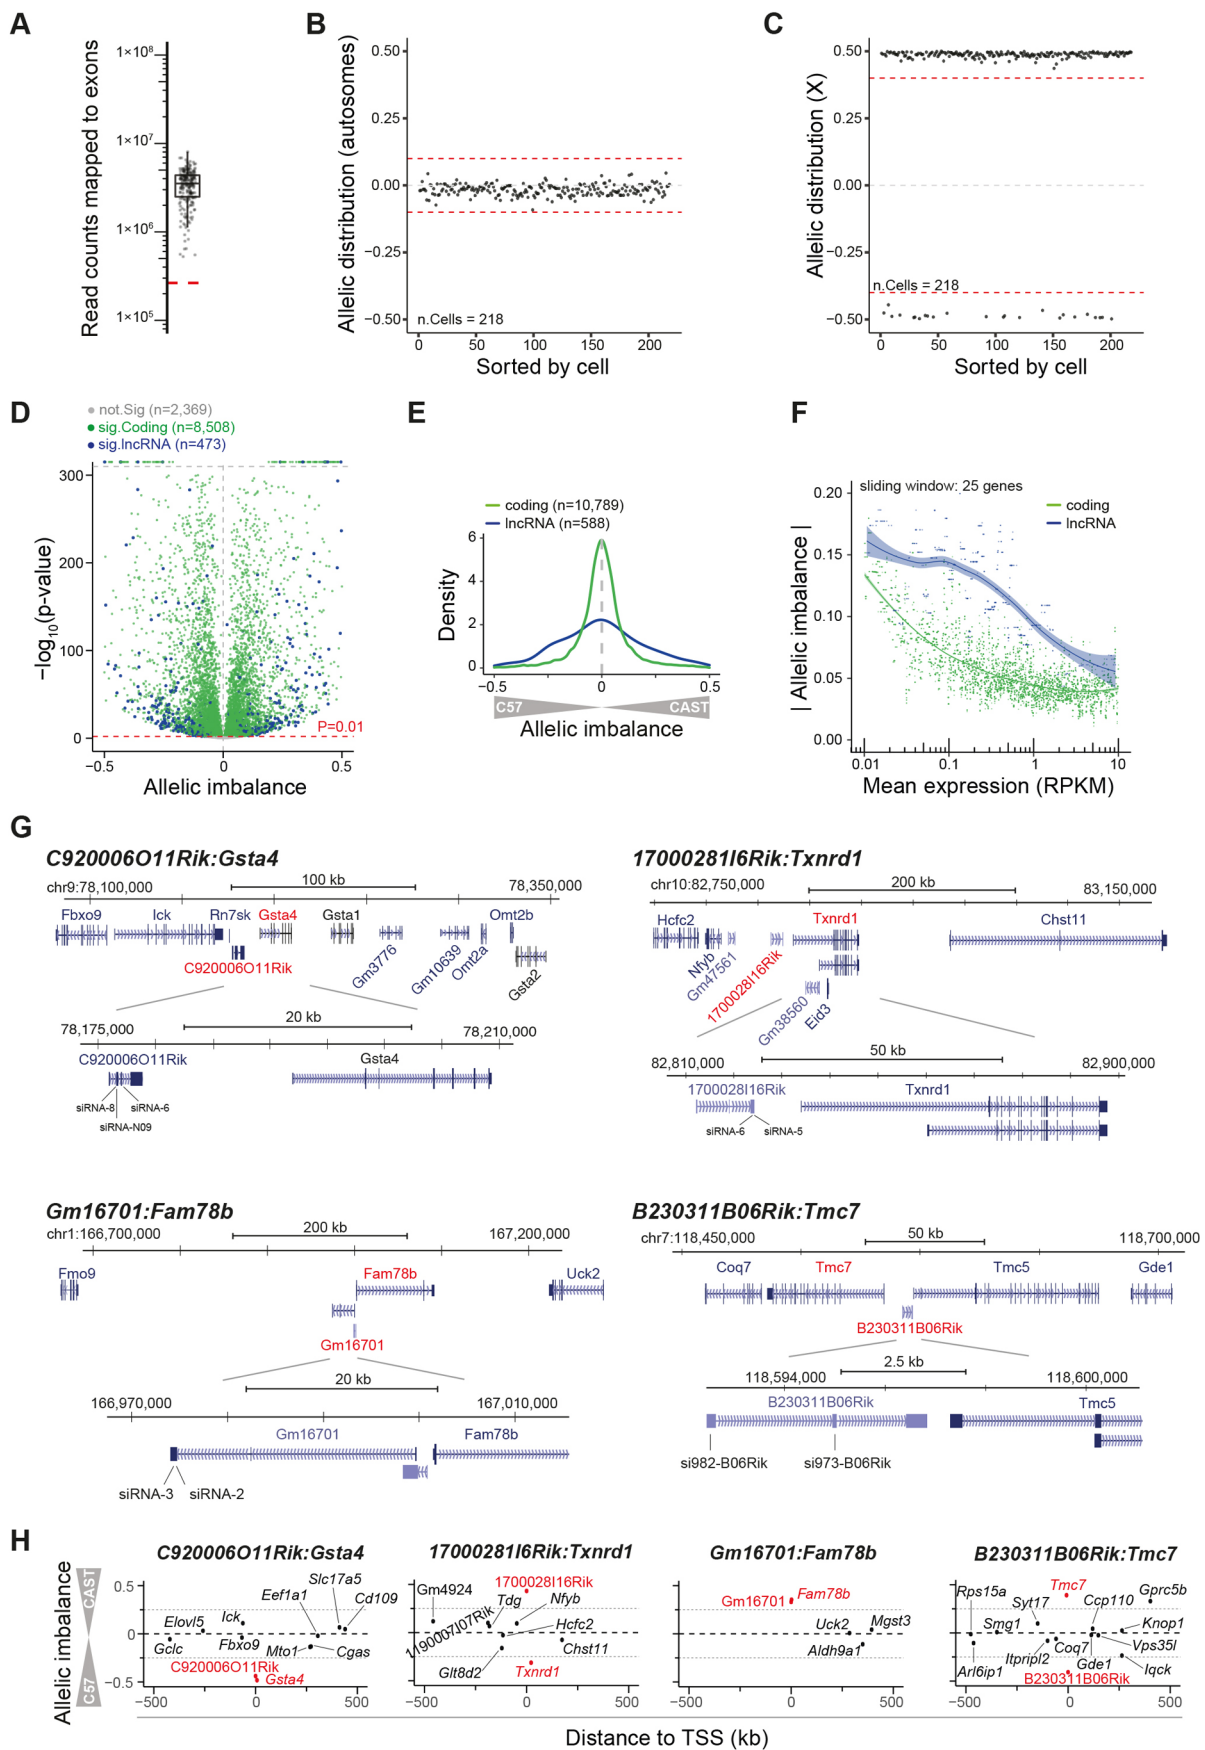 A
Read counts mapped to exons
1×10⁸
1×10⁷
1×10⁶
1×10⁵
B
Allelic distribution (autosomes)
0.50
0.25
0.00
−0.25
−0.50
n.Cells = 218
0 50 100 150 200
Sorted by cell
C
Allelic distribution (X)
0.50
0.25
0.00
−0.25
−0.50
n.Cells = 218
0 50 100 150 200
Sorted by cell
D
not.Sig (n=2,369)
sig.Coding (n=8,508)
sig.lncRNA (n=473)
−log₁₀(p-value)
300
200
100
0
P=0.01
−0.5 0 0.5
Allelic imbalance
E
coding (n=10,789)
lncRNA (n=588)
Density
6
4
2
0
−0.5 0 0.5
C57 CAST
Allelic imbalance
F
sliding window: 25 genes
coding
lncRNA
| Allelic imbalance |
0.20
0.15
0.10
0.05
0.00
0.01 0.1 1 10
Mean expression (RPKM)
G
C920006O11Rik:Gsta4
100 kb
chr9:78,100,000 78,350,000
Fbxo9 Ick Rn7sk Gsta4 Gsta1 Omt2b
C920006O11Rik Gm3776 Gm10639 Omt2a Gsta2
20 kb
78,175,000 78,210,000
C920006O11Rik Gsta4
siRNA-8 siRNA-6
siRNA-N09
1700028I16Rik:Txnrd1
200 kb
chr10:82,750,000 83,150,000
Hcfc2 Txnrd1 Chst11
Nfyb Gm47561 1700028I16Rik Gm38560 Eid3
50 kb
82,810,000 82,900,000
1700028I16Rik Txnrd1
siRNA-6 siRNA-5
Gm16701:Fam78b
200 kb
chr1:166,700,000 167,200,000
Fmo9 Fam78b Uck2
Gm16701
20 kb
166,970,000 167,010,000
Gm16701 Fam78b
siRNA-3 siRNA-2
B230311B06Rik:Tmc7
50 kb
chr7:118,450,000 118,700,000
Coq7 Tmc7 Tmc5 Gde1
B230311B06Rik
2.5 kb
118,594,000 118,600,000
B230311B06Rik Tmc5
si982-B06Rik si973-B06Rik
H
Allelic imbalance
CAST
C57
C920006O11Rik:Gsta4
0.5
0
−0.5
Slc17a5
Eef1a1 Cd109
Elovl5 Ick
Gclc Fbxo9 Mto1 Cgas
C920006O11Rik
Gsta4
−500 0 500
1700028I16Rik:Txnrd1
1700028I16Rik
Gm4924 Tdg Nfyb
1190007I07Rik Hcfc2
Glt8d2 Chst11
Txnrd1
−500 0 500
Gm16701:Fam78b
Gm16701 Fam78b
Uck2 Mgst3
Aldh9a1
−500 0 500
B230311B06Rik:Tmc7
Rps15a Tmc7 Gprc5b
Syt17 Ccp110
Smg1 Knop1
Itpripl2 Coq7 Vps35l
Arl6ip1 Gde1 Iqck
B230311B06Rik
−500 0 500
Distance to TSS (kb)